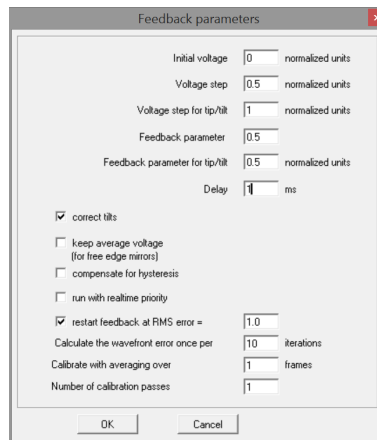 Feedback parameters
x
Initial voltage 0 normalized units
Voltage step 0.5 normalized units
Voltage step for tip/tilt 1 normalized units
Feedback parameter 0.5
Feedback parameter for tip/tilt 0.5 normalized units
Delay 1 ms
correct tilts
keep average voltage
(for free edge mirrors)
compensate for hysteresis
run with realtime priority
restart feedback at RMS error = 1.0
Calculate the wavefront error once per 10 iterations
Calibrate with averaging over 1 frames
Number of calibration passes 1
OK Cancel